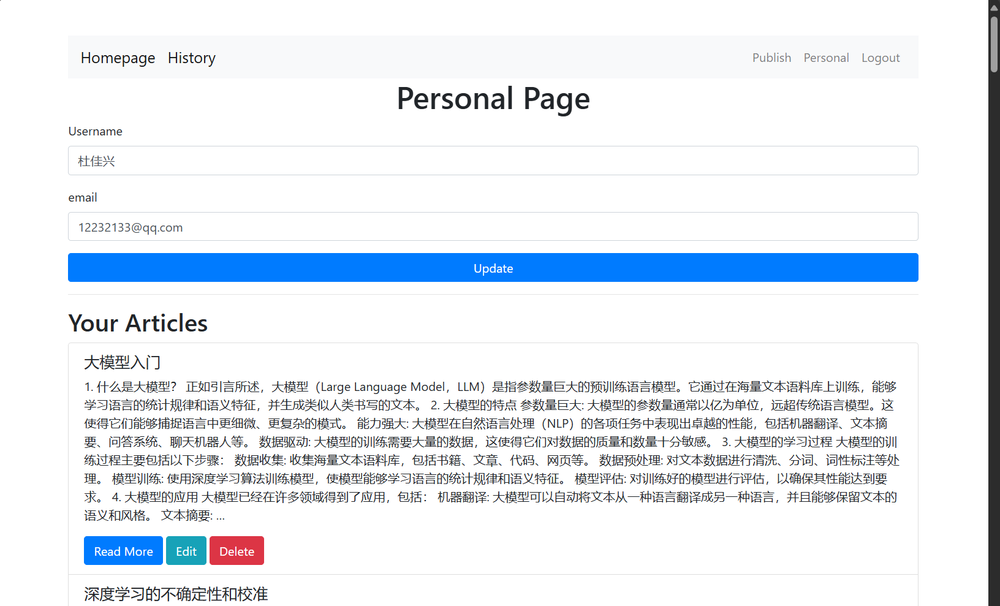 Homepage History Publish Personal Logout
Personal Page
Username
杜佳兴
email
12232133@qq.com
Update
Your Articles
大模型入门
1. 什么是大模型？ 正如引言所述，大模型（Large Language Model，LLM）是指参数量巨大的预训练语言模型。它通过在海量文本语料库上训练，能够
学习语言的统计规律和语义特征，并生成类似人类书写的文本。 2. 大模型的特点 参数量巨大: 大模型的参数量通常以亿为单位，远超传统语言模型。这
使得它们能够捕捉语言中更细微、更复杂的模式。 能力强大: 大模型在自然语言处理（NLP）的各项任务中表现出卓越的性能，包括机器翻译、文本摘
要、问答系统、聊天机器人等。 数据驱动: 大模型的训练需要大量的数据，这使得它们对数据的质量和数量十分敏感。 3. 大模型的学习过程 大模型的训
练过程主要包括以下步骤： 数据收集: 收集海量文本语料库，包括书籍、文章、代码、网页等。 数据预处理: 对文本数据进行清洗、分词、词性标注等处
理。 模型训练: 使用深度学习算法训练模型，使模型能够学习语言的统计规律和语义特征。 模型评估: 对训练好的模型进行评估，以确保其性能达到要
求。 4. 大模型的应用 大模型已经在许多领域得到了应用，包括： 机器翻译: 大模型可以自动将文本从一种语言翻译成另一种语言，并且能够保留文本的
语义和风格。 文本摘要: ...
Read More Edit Delete
深度学习的不确定性和校准